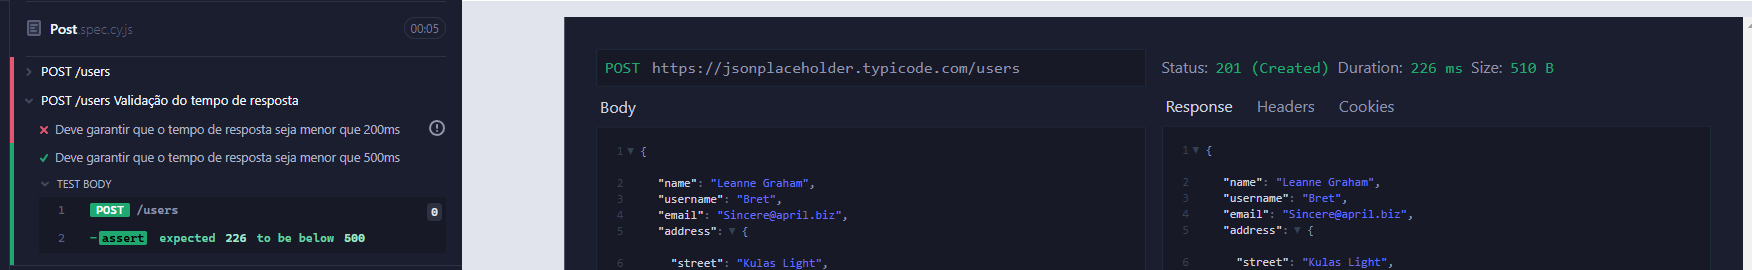 Post.spec.cy.js 00:05
POST /users
POST /users Validação do tempo de resposta
Deve garantir que o tempo de resposta seja menor que 200ms
Deve garantir que o tempo de resposta seja menor que 500ms
TEST BODY
1 POST /users 0
2 -assert expected 226 to be below 500
POST https://jsonplaceholder.typicode.com/users
Status: 201 (Created) Duration: 226 ms Size: 510 B
Body
1 {
2 "name": "Leanne Graham",
3 "username": "Bret",
4 "email": "Sincere@april.biz",
5 "address": {
6 "street": "Kulas Light",
Response Headers Cookies
1 {
2 "name": "Leanne Graham",
3 "username": "Bret",
4 "email": "Sincere@april.biz",
5 "address": {
6 "street": "Kulas Light",